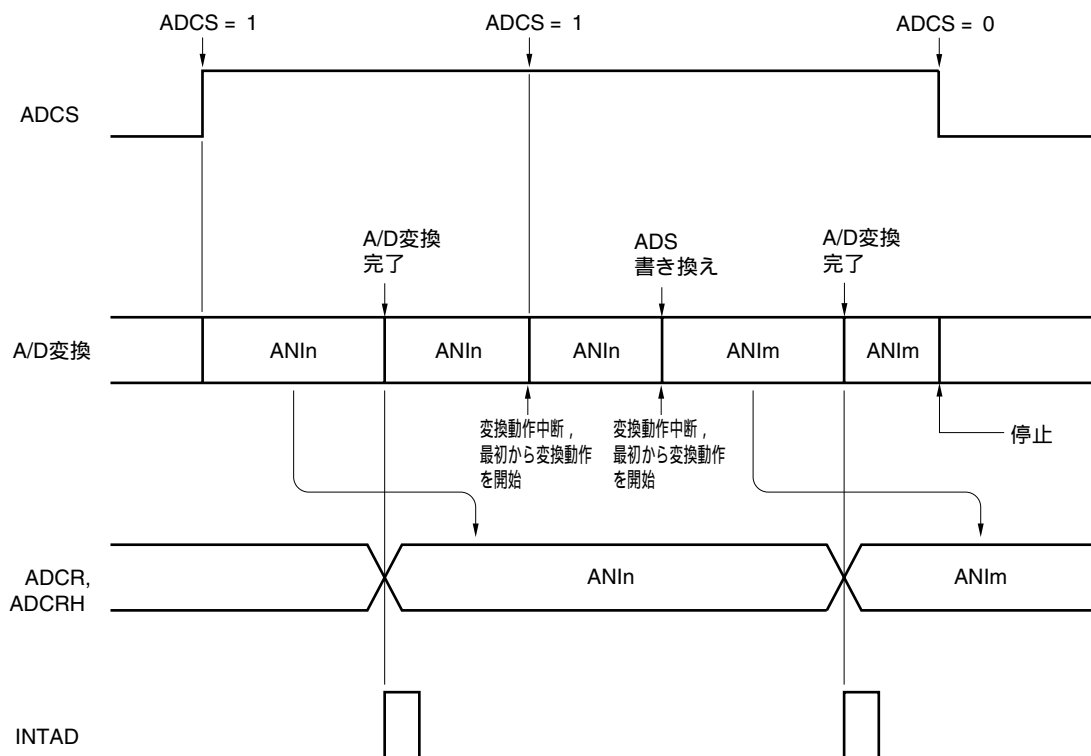 ADCS = 1
ADCS = 1
ADCS = 0
ADCS
A/D変換
完了
ADS
書き換え
A/D変換
完了
A/D変換
ANIn
ANIn
ANIn
ANIm
ANIm
変換動作中断，
最初から変換動作
を開始
変換動作中断，
最初から変換動作
を開始
停止
ADCR,
ADCRH
ANIn
ANIm
INTAD